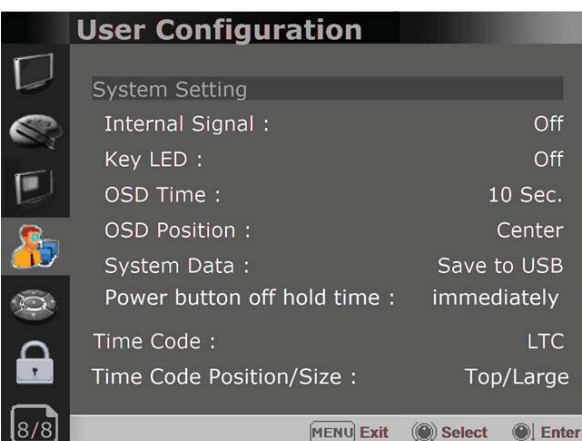 User Configuration
System Setting
Internal Signal : Off
Key LED : Off
OSD Time : 10 Sec.
OSD Position : Center
System Data : Save to USB
Power button off hold time : immediately
Time Code : LTC
Time Code Position/Size : Top/Large
8/8 MENU Exit Select Enter